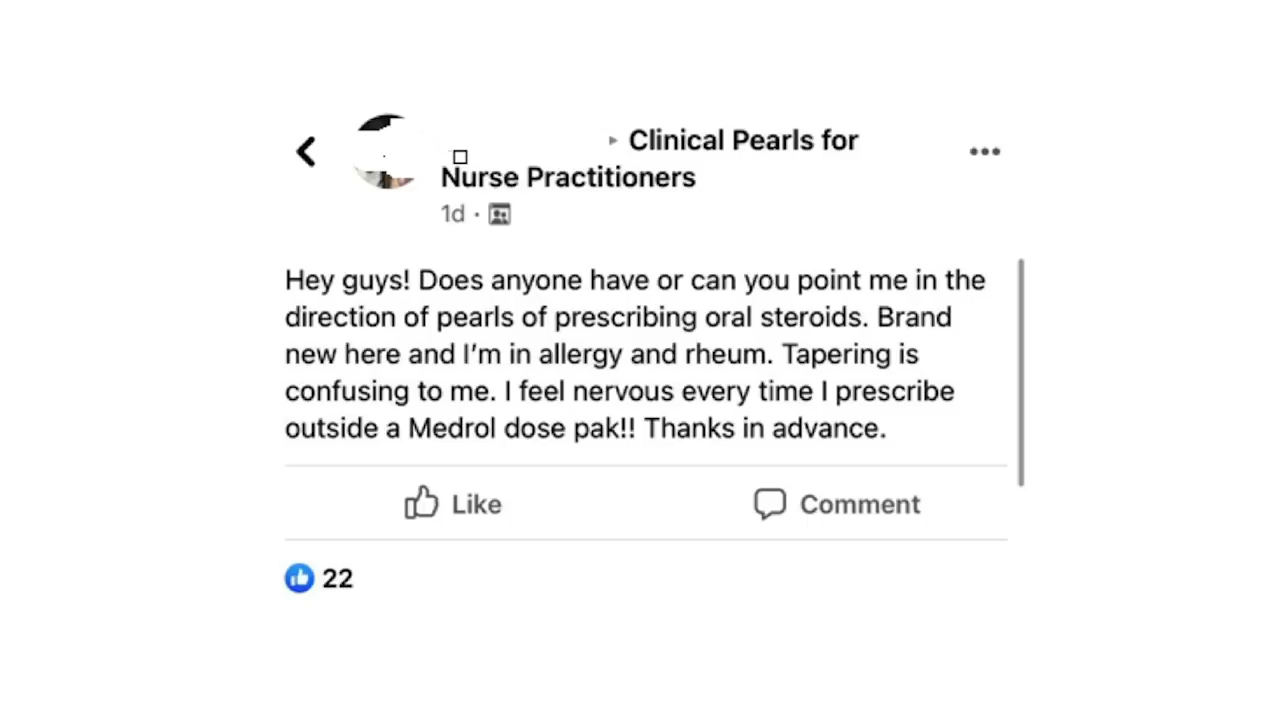 ▸ Clinical Pearls for
Nurse Practitioners
1d ·
Hey guys! Does anyone have or can you point me in the
direction of pearls of prescribing oral steroids. Brand
new here and I’m in allergy and rheum. Tapering is
confusing to me. I feel nervous every time I prescribe
outside a Medrol dose pak!! Thanks in advance.
Like
Comment
22